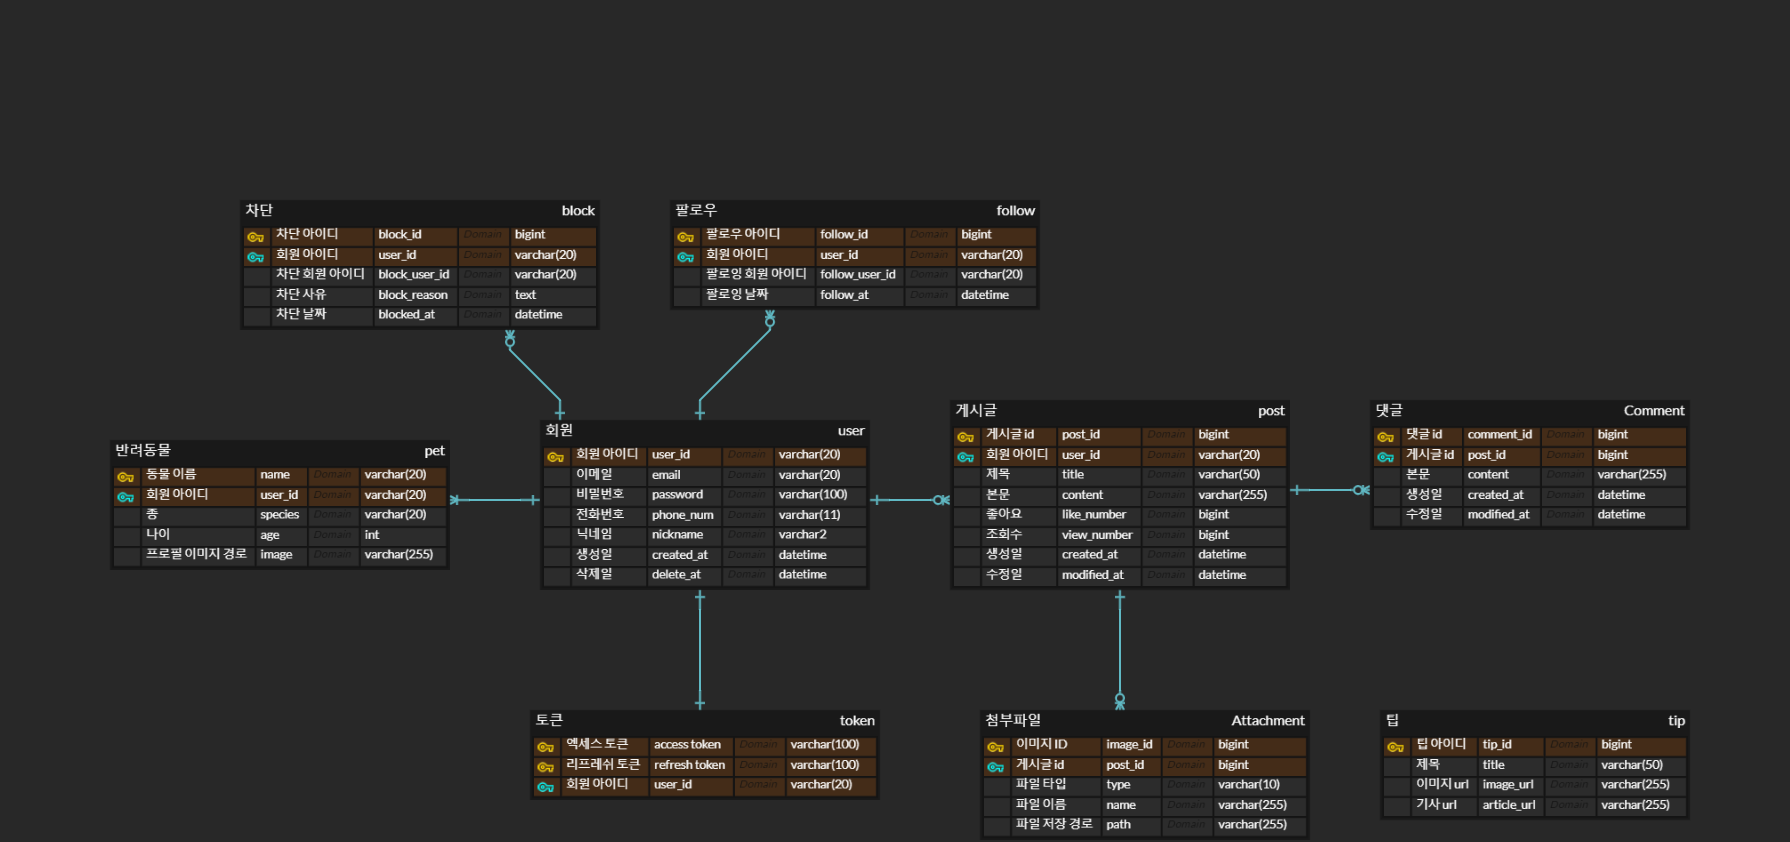 차단 block
차단 아이디 block_id Domain bigint
회원 아이디 user_id Domain varchar(20)
차단 회원 아이디 block_user_id Domain varchar(20)
차단 사유 block_reason Domain text
차단 날짜 blocked_at Domain datetime
팔로우 follow
팔로우 아이디 follow_id Domain bigint
회원 아이디 user_id Domain varchar(20)
팔로잉 회원 아이디 follow_user_id Domain varchar(20)
팔로잉 날짜 follow_at Domain datetime
반려동물 pet
동물 이름 name Domain varchar(20)
회원 아이디 user_id Domain varchar(20)
종 species Domain varchar(20)
나이 age Domain int
프로필 이미지 경로 image Domain varchar(255)
회원 user
회원 아이디 user_id Domain varchar(20)
이메일 email Domain varchar(20)
비밀번호 password Domain varchar(100)
전화번호 phone_num Domain varchar(11)
닉네임 nickname Domain varchar2
생성일 created_at Domain datetime
삭제일 delete_at Domain datetime
게시글 post
게시글 id post_id Domain bigint
회원 아이디 user_id Domain varchar(20)
제목 title Domain varchar(50)
본문 content Domain varchar(255)
좋아요 like_number Domain bigint
조회수 view_number Domain bigint
생성일 created_at Domain datetime
수정일 modified_at Domain datetime
댓글 Comment
댓글 id comment_id Domain bigint
게시글 id post_id Domain bigint
본문 content Domain varchar(255)
생성일 created_at Domain datetime
수정일 modified_at Domain datetime
토큰 token
엑세스 토큰 access token Domain varchar(100)
리프레쉬 토큰 refresh token Domain varchar(100)
회원 아이디 user_id Domain varchar(20)
첨부파일 Attachment
이미지 ID image_id Domain bigint
게시글 id post_id Domain bigint
파일 타입 type Domain varchar(10)
파일 이름 name Domain varchar(255)
파일 저장 경로 path Domain varchar(255)
팁 tip
팁 아이디 tip_id Domain bigint
제목 title Domain varchar(50)
이미지 url image_url Domain varchar(255)
기사 url article_url Domain varchar(255)